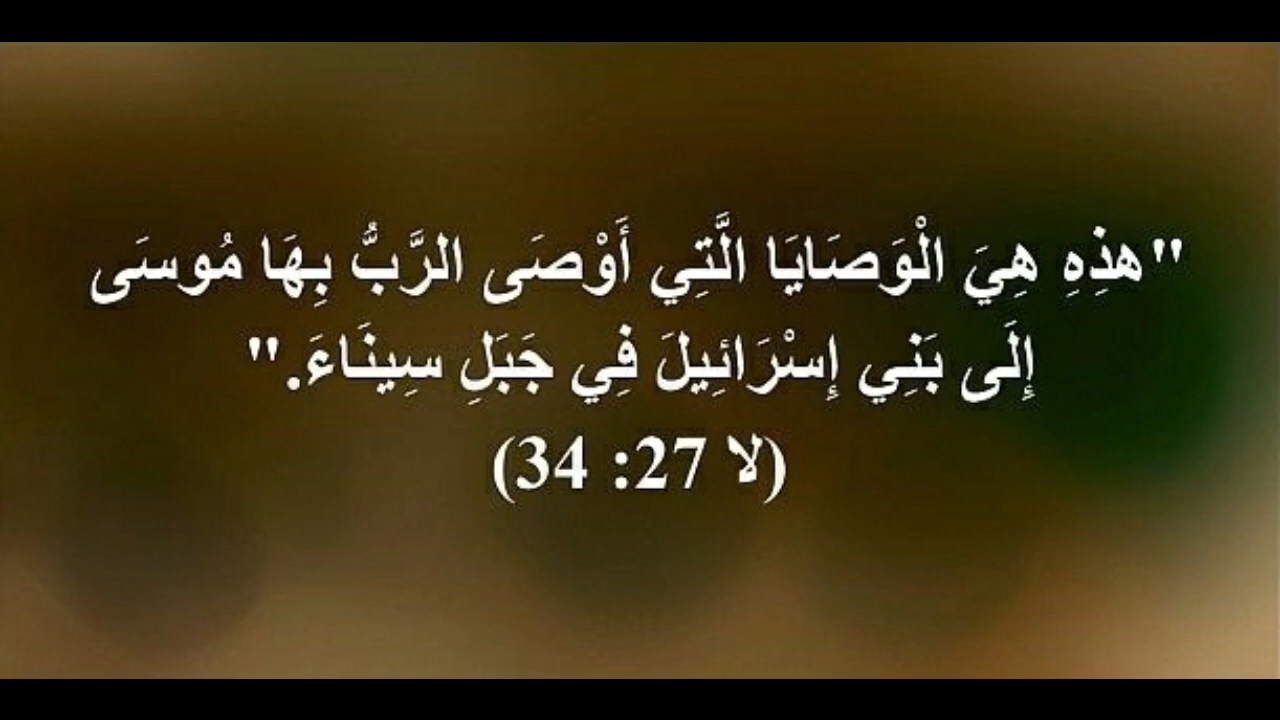 "هذِهِ هِيَ الْوَصَايَا الَّتِي أَوْصَى الرَّبُّ بِهَا مُوسَى
إِلَى بَنِي إِسْرَائِيلَ فِي جَبَلِ سِينَاءَ."
(لا 27: 34)